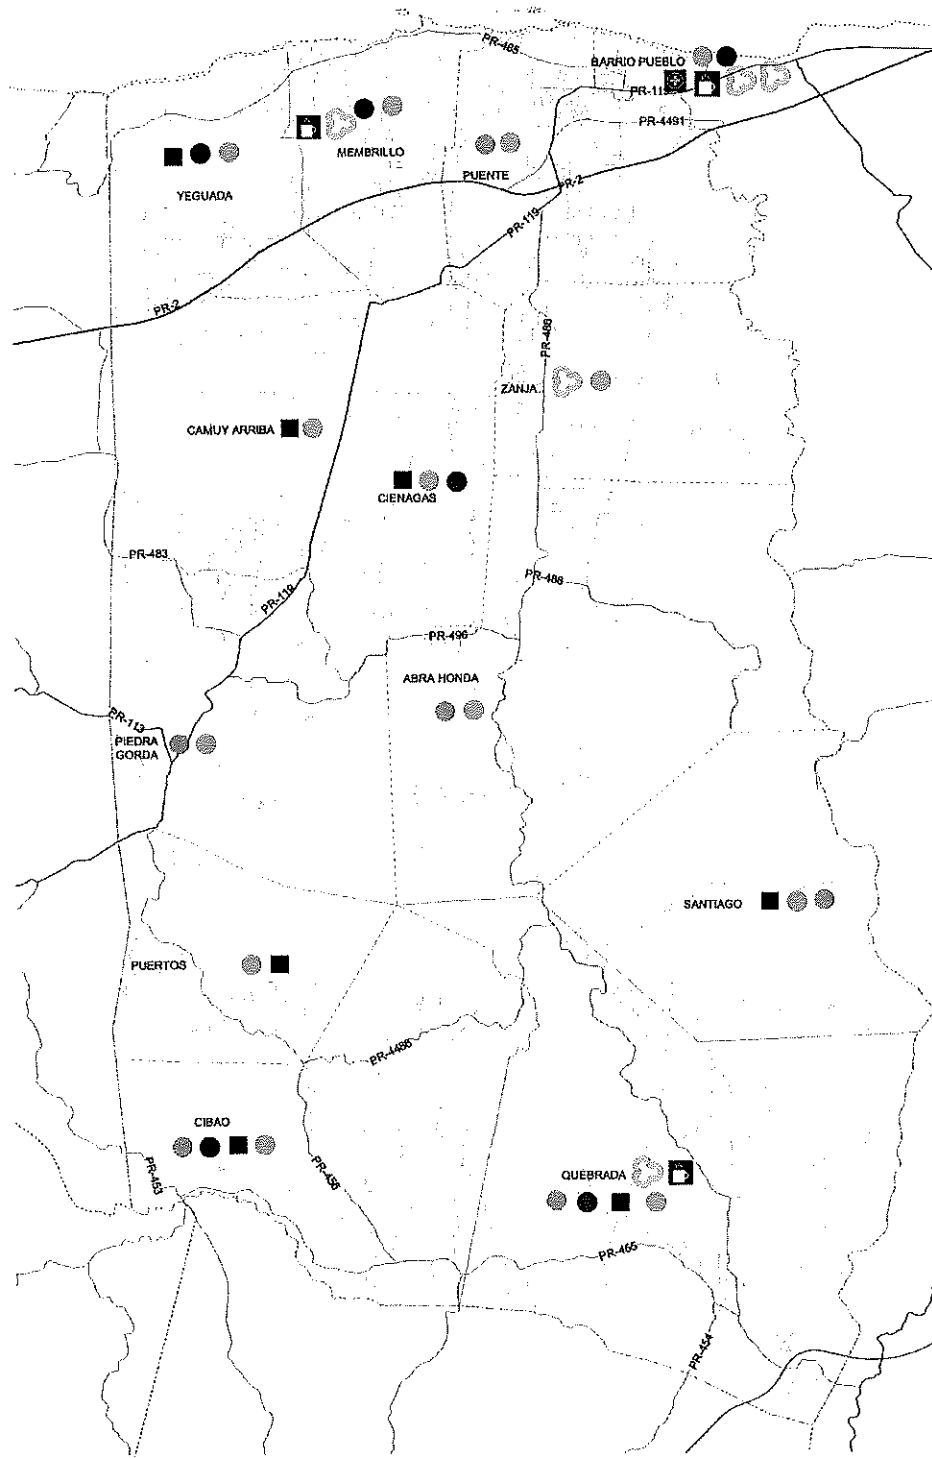 PR-485
BARRIO PUEBLO
PR-119
PR-4491
MEMBRILLO
PUENTE
YEGUADA
PR-2
PR-119
PR-2
PR-486
ZANJA
CAMUY ARRIBA
CIENAGAS
PR-483
PR-486
PR-119
PR-496
ABRA HONDA
PR-113
PIEDRA
GORDA
SANTIAGO
PUERTOS
PR-4486
CIBAO
PR-453
PR-456
QUEBRADA
PR-465
PR-454